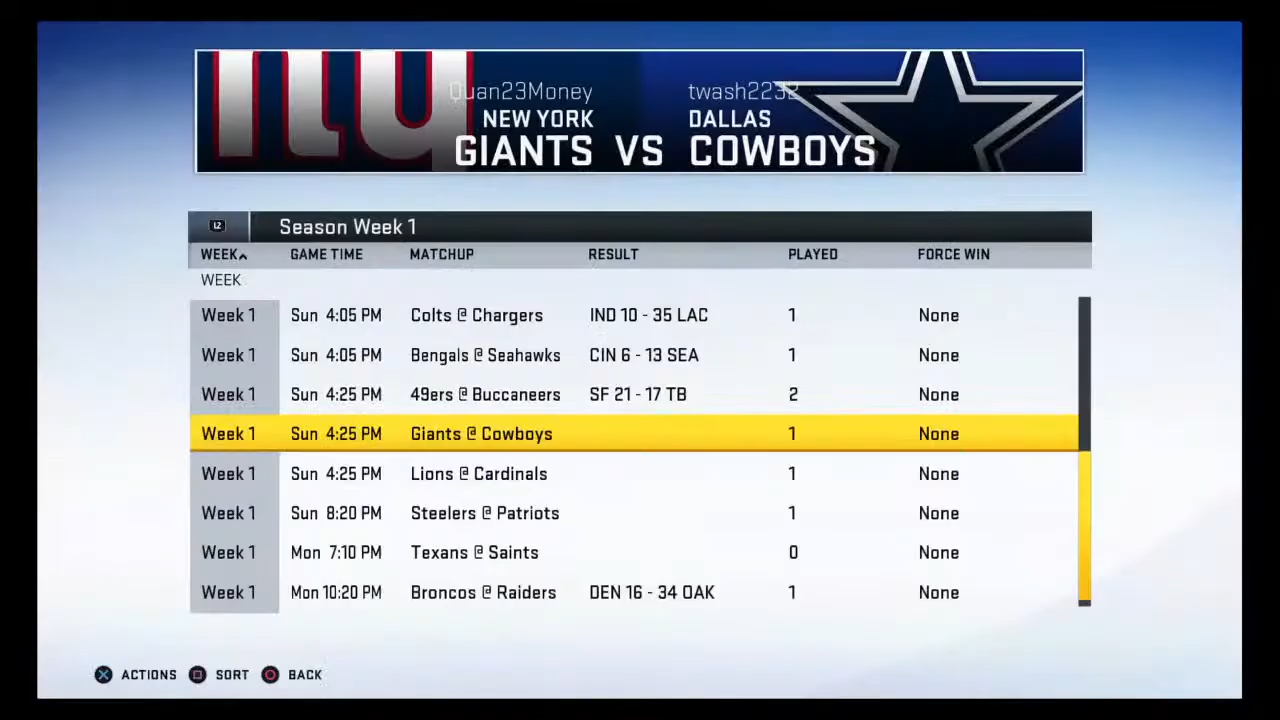 ny
Quan23Money twash2232
NEW YORK DALLAS
GIANTS VS COWBOYS
L2 Season Week 1
WEEK GAME TIME MATCHUP RESULT PLAYED FORCE WIN
WEEK
Week 1 Sun 4:05 PM Colts @ Chargers IND 10 - 35 LAC 1 None
Week 1 Sun 4:05 PM Bengals @ Seahawks CIN 6 - 13 SEA 1 None
Week 1 Sun 4:25 PM 49ers @ Buccaneers SF 21 - 17 TB 2 None
Week 1 Sun 4:25 PM Giants @ Cowboys 1 None
Week 1 Sun 4:25 PM Lions @ Cardinals 1 None
Week 1 Sun 8:20 PM Steelers @ Patriots 1 None
Week 1 Mon 7:10 PM Texans @ Saints 0 None
Week 1 Mon 10:20 PM Broncos @ Raiders DEN 16 - 34 OAK 1 None
ACTIONS SORT BACK